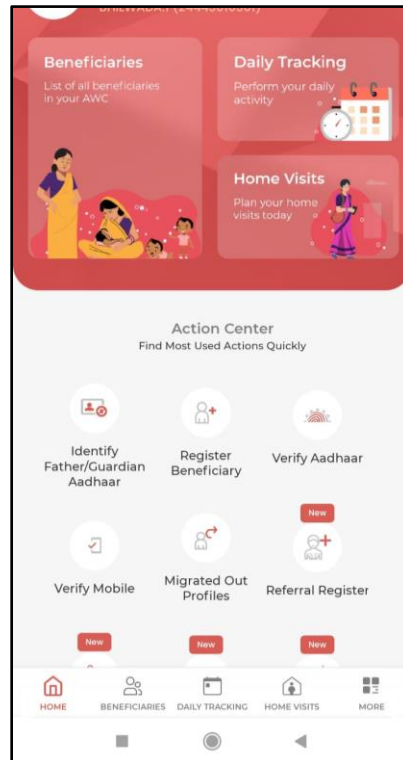 Beneficiaries
List of all beneficiaries
in your AWC
Daily Tracking
Perform your daily
activity
Home Visits
Plan your home
visits today
Action Center
Find Most Used Actions Quickly
Identify
Father/Guardian
Aadhaar
Register
Beneficiary
Verify Aadhaar
New
Verify Mobile
Migrated Out
Profiles
Referral Register
New
New
New
HOME
BENEFICIARIES
DAILY TRACKING
HOME VISITS
MORE